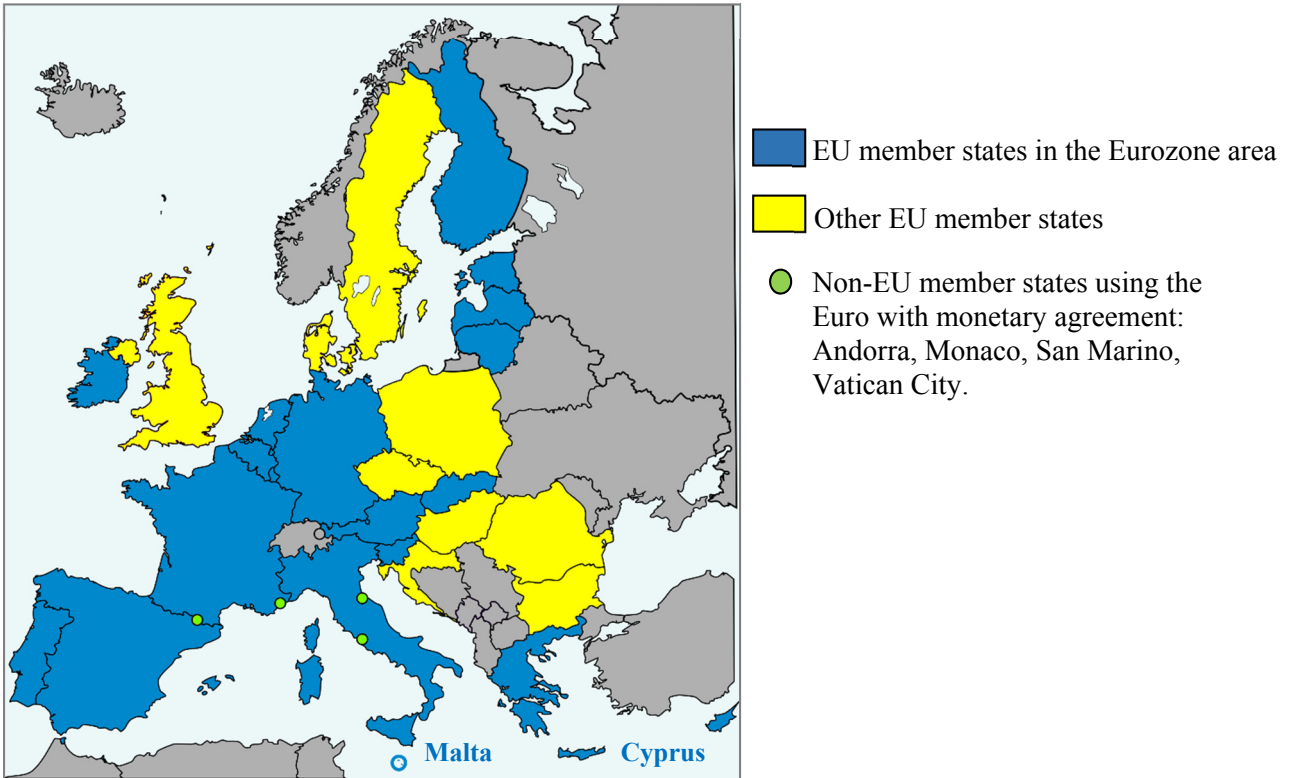 EU member states in the Eurozone area
Other EU member states
Non-EU member states using the
Euro with monetary agreement:
Andorra, Monaco, San Marino,
Vatican City.
Malta
Cyprus